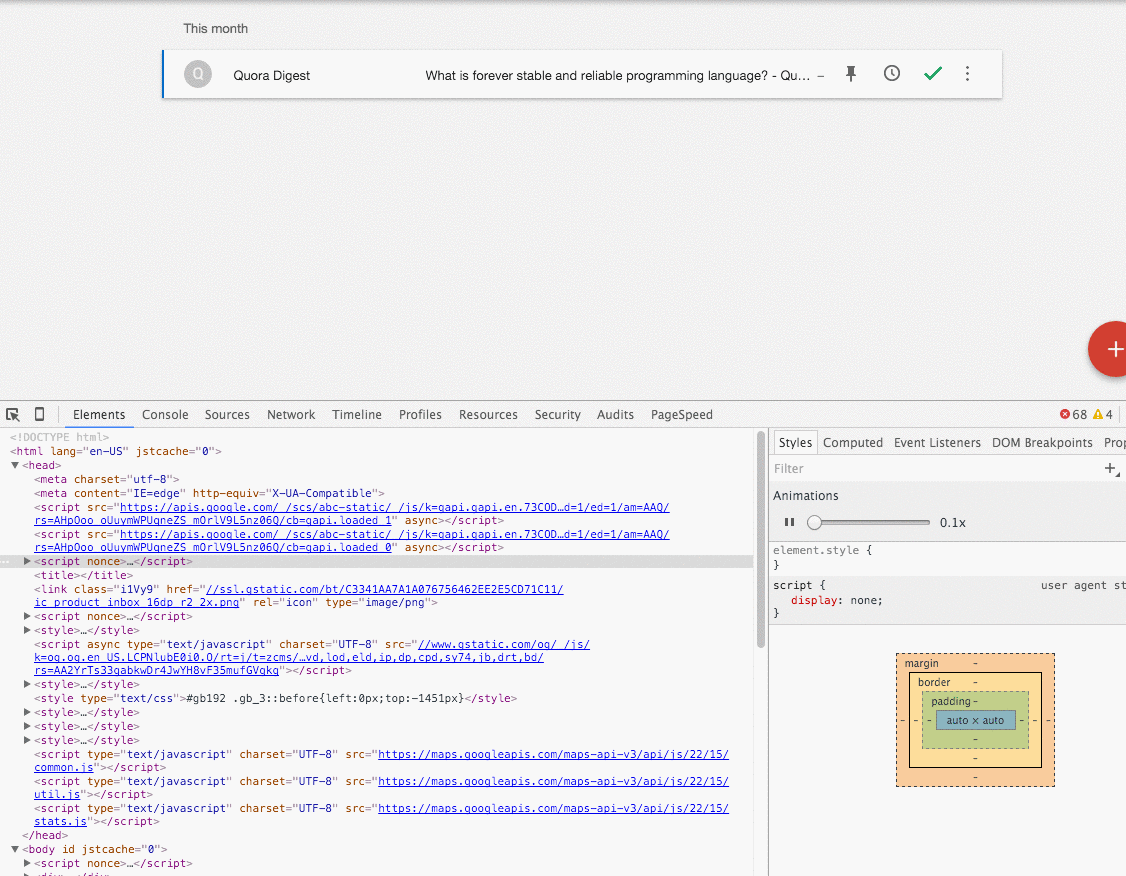 This month
Q
Quora Digest
What is forever stable and reliable programming language? - Qu… –
Elements Console Sources Network Timeline Profiles Resources Security Audits PageSpeed
68 4
<!DOCTYPE html>
<html lang="en-US" jstcache="0">
<head>
<meta charset="utf-8">
<meta content="IE=edge" http-equiv="X-UA-Compatible">
<script src="https://apis.google.com/_/scs/abc-static/_/js/k=gapi.gapi.en.73COD…d=1/ed=1/am=AAQ/
rs=AHpOoo_oUuymWPUqneZS_mOrlV9L5nz06Q/cb=gapi.loaded_1" async></script>
<script src="https://apis.google.com/_/scs/abc-static/_/js/k=gapi.gapi.en.73COD…d=1/ed=1/am=AAQ/
rs=AHpOoo_oUuymWPUqneZS_mOrlV9L5nz06Q/cb=gapi.loaded_0" async></script>
<script nonce>…</script>
<title></title>
<link class="i1Vy9" href="//ssl.gstatic.com/bt/C3341AA7A1A076756462EE2E5CD71C11/
ic_product_inbox_16dp_r2_2x.png" rel="icon" type="image/png">
<script nonce>…</script>
<style>…</style>
<script async type="text/javascript" charset="UTF-8" src="//www.gstatic.com/og/_/js/
k=og.og.en_US.LCPNlubE0i0.O/rt=j/t=zcms/…vd,lod,eld,ip,dp,cpd,sy74,jb,drt,bd/
rs=AA2YrTs33gabkwDr4JwYH8vF35mufGVgkg"></script>
<style>…</style>
<style type="text/css">#gb192 .gb_3::before{left:0px;top:-1451px}</style>
<style>…</style>
<style>…</style>
<style>…</style>
<script type="text/javascript" charset="UTF-8" src="https://maps.googleapis.com/maps-api-v3/api/js/22/15/
common.js"></script>
<script type="text/javascript" charset="UTF-8" src="https://maps.googleapis.com/maps-api-v3/api/js/22/15/
util.js"></script>
<script type="text/javascript" charset="UTF-8" src="https://maps.googleapis.com/maps-api-v3/api/js/22/15/
stats.js"></script>
</head>
<body id jstcache="0">
<script nonce>…</script>
Styles Computed Event Listeners DOM Breakpoints Prop
Filter
Animations
0.1x
element.style {
}
script { user agent st
display: none;
}
margin -
border -
padding -
- - - auto × auto - - -
-
-
-